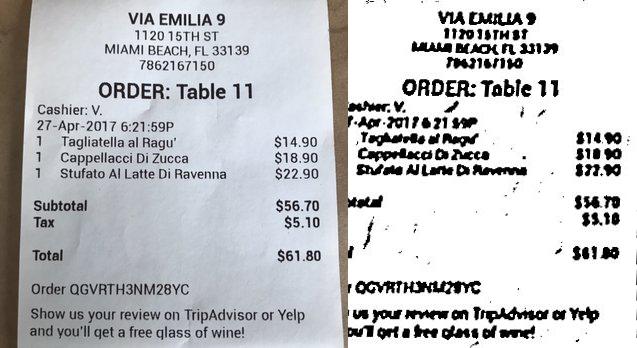 VIA EMILIA 9
1120 15TH ST
MIAMI BEACH, FL 33139
7862167150
ORDER: Table 11
Cashier: V.
27-Apr-2017 6:21:59P
1 Tagliatella al Ragu' $14.90
1 Cappellacci Di Zucca $18.90
1 Stufato Al Latte Di Ravenna $22.90
Subtotal $56.70
Tax $5.10
Total $61.80
Order QGVRTH3NM28YC
Show us your review on TripAdvisor or Yelp
and you'll get a free glass of wine!
VIA EMILIA 9
1120 15TH ST
MIAMI BEACH, FL 33139
7862167150
ORDER: Table 11
ashier: V.
-Apr-2017 6 21 59P
Tagliatella al Ragu' $14.90
Cappellacci Di Zucca $18 90
Stufato Al Latte Di Ravenna $22.90
btotal $56.70
$5.10
$61.80
QGVRTH3NM28YC
us your review on TripAdvisor or Yelp
ou'll get a free glass of wine!